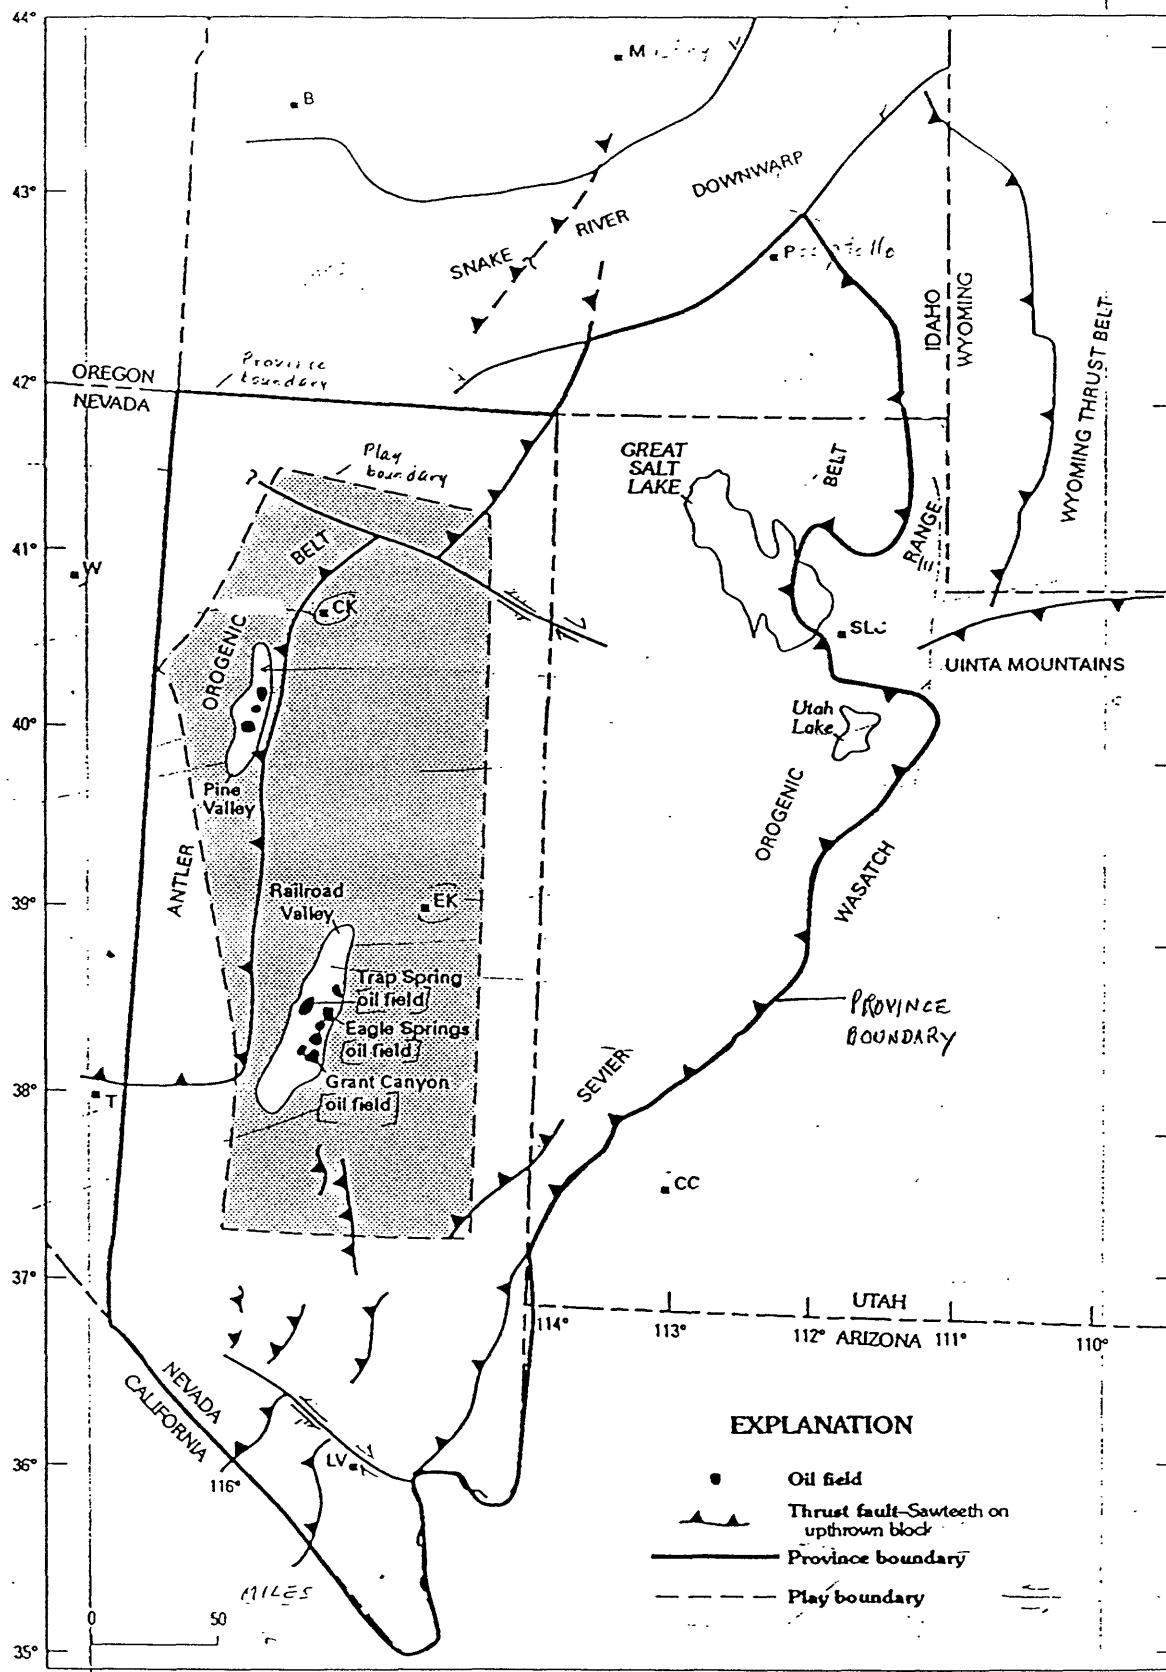 44°
M
B
43°
DOWNWARP
RIVER
SNAKE
P
IDAHO
WYOMING
WYOMING THRUST BELT
42°
OREGON
NEVADA
Province
boundary
Play
boundary
?
GREAT
SALT
LAKE
BELT
RANGE
41°
BELT
W
CK
SLC
UINTA MOUNTAINS
OROGENIC
40°
Utah
Lake
Pine
Valley
OROGENIC
WASATCH
ANTLER
39°
Railroad
Valley
EK
Trap Spring
oil field
Eagle Springs
oil field
Grant Canyon
oil field
PROVINCE
BOUNDARY
SEVIER
38°
T
CC
37°
UTAH
ARIZONA
114°
113°
112°
111°
110°
NEVADA
CALIFORNIA
36°
116°
LV
EXPLANATION
Oil field
Thrust fault–Sawteeth on
upthrown block
Province boundary
Play boundary
MILES
0
50
35°